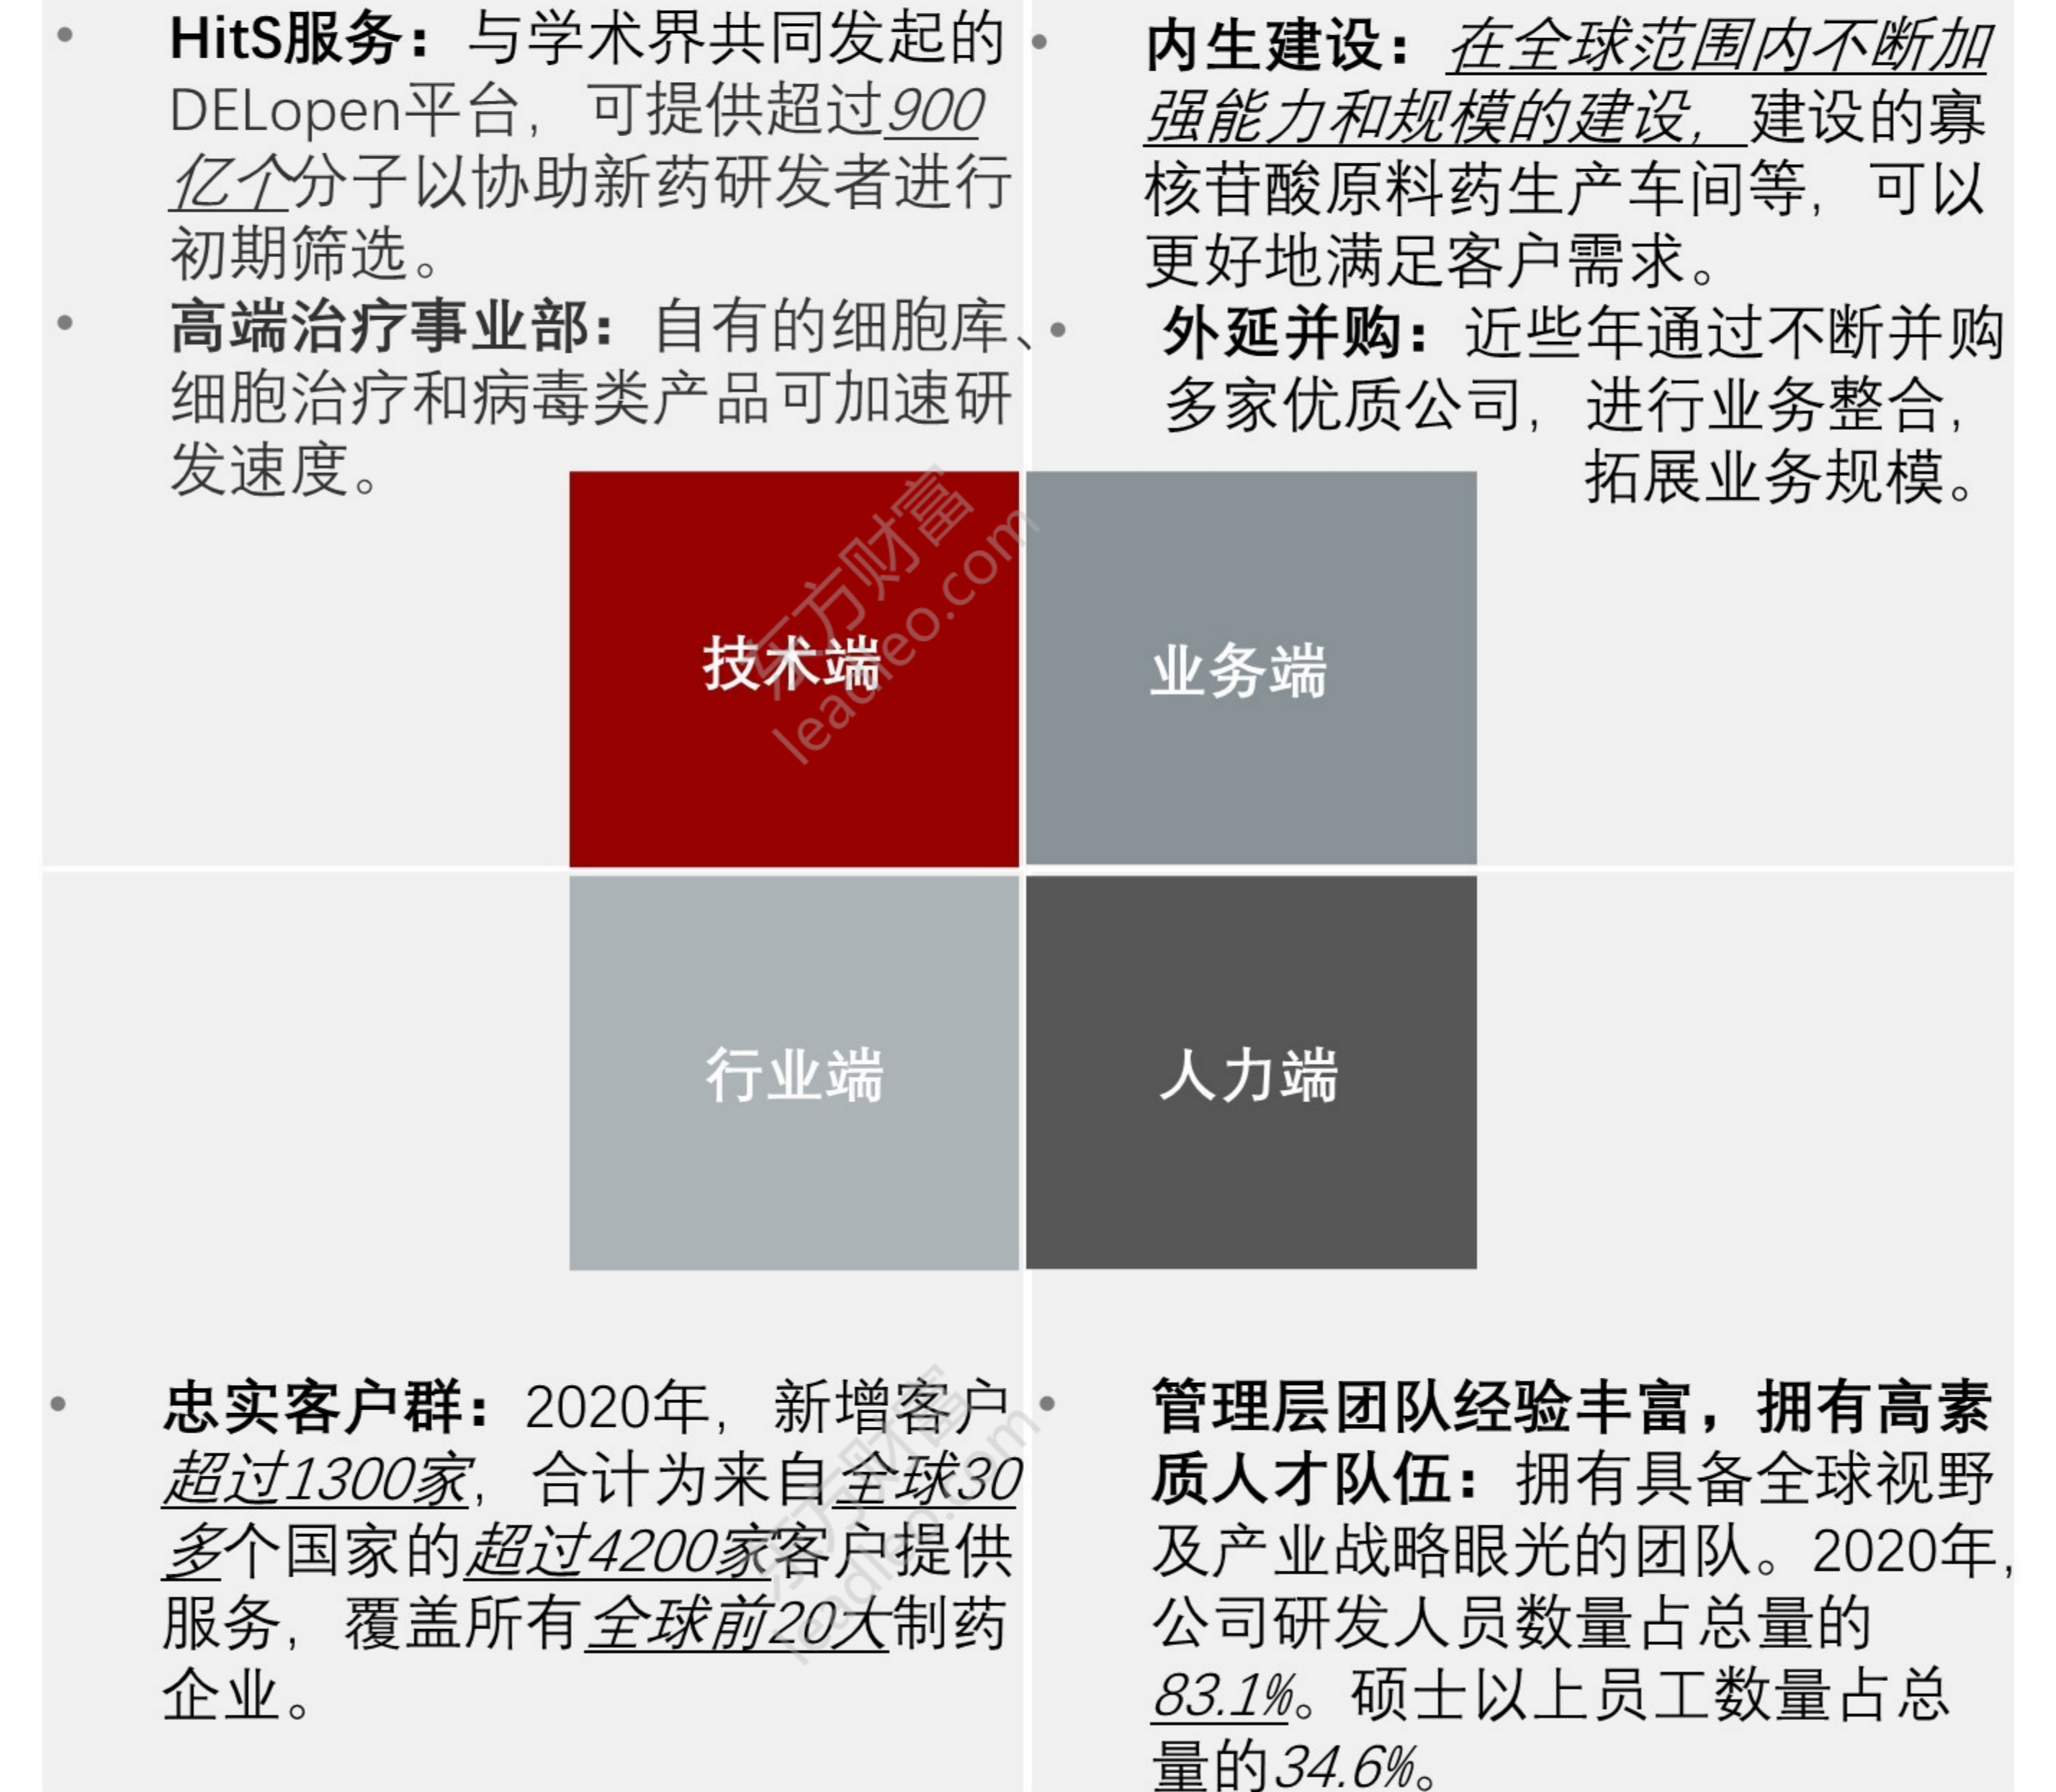 HitS服务：与学术界共同发起的
DELopen平台，可提供超过900
亿个分子以协助新药研发者进行
初期筛选。
高端治疗事业部：自有的细胞库、
细胞治疗和病毒类产品可加速研
发速度。
内生建设：在全球范围内不断加
强能力和规模的建设，建设的寡
核苷酸原料药生产车间等，可以
更好地满足客户需求。
外延并购：近些年通过不断并购
多家优质公司，进行业务整合，
拓展业务规模。
技术端
业务端
行业端
人力端
忠实客户群：2020年，新增客户
超过1300家，合计为来自全球30
多个国家的超过4200家客户提供
服务，覆盖所有全球前20大制药
企业。
管理层团队经验丰富，拥有高素
质人才队伍：拥有具备全球视野
及产业战略眼光的团队。2020年，
公司研发人员数量占总量的
83.1%。硕士以上员工数量占总
量的34.6%。
东方财富
leadleo.com
东方财富
leadleo.com